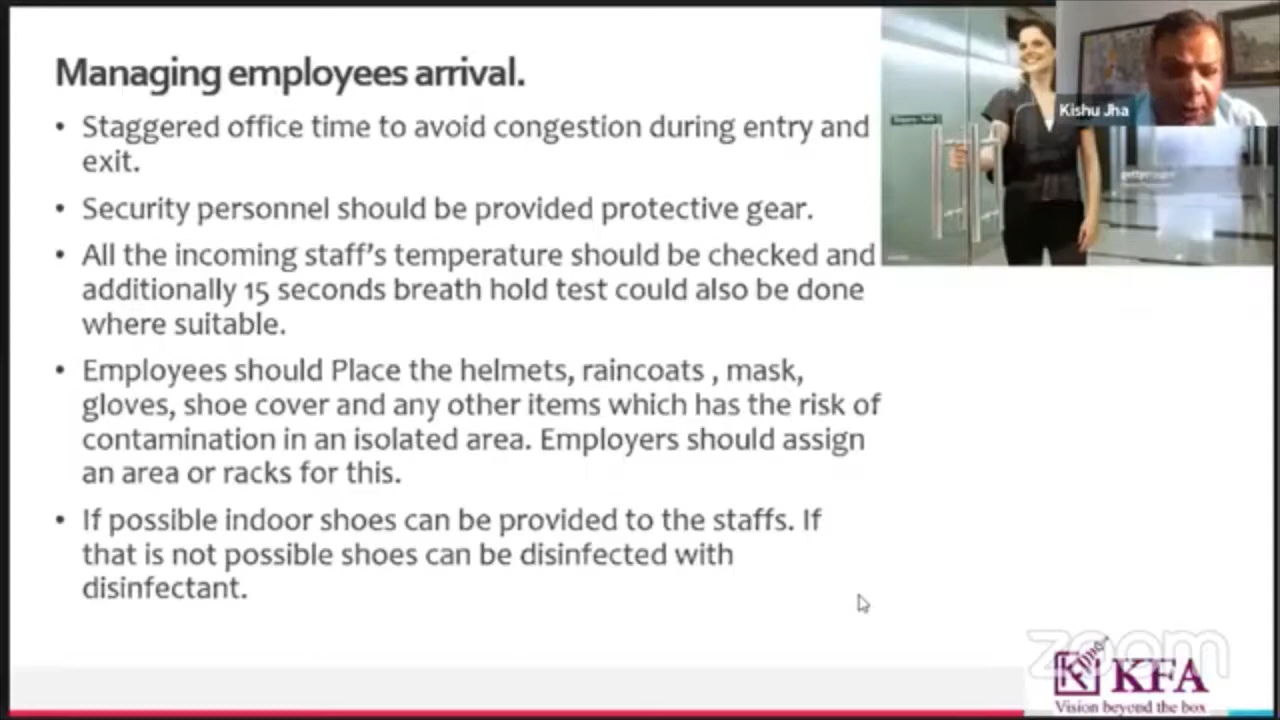 Managing employees arrival.
• Staggered office time to avoid congestion during entry and
exit.
• Security personnel should be provided protective gear.
• All the incoming staff's temperature should be checked and
additionally 15 seconds breath hold test could also be done
where suitable.
• Employees should Place the helmets, raincoats , mask,
gloves, shoe cover and any other items which has the risk of
contamination in an isolated area. Employers should assign
an area or racks for this.
• If possible indoor shoes can be provided to the staffs. If
that is not possible shoes can be disinfected with
disinfectant.
Kishu Jha
zoom
KFA
Vision beyond the box